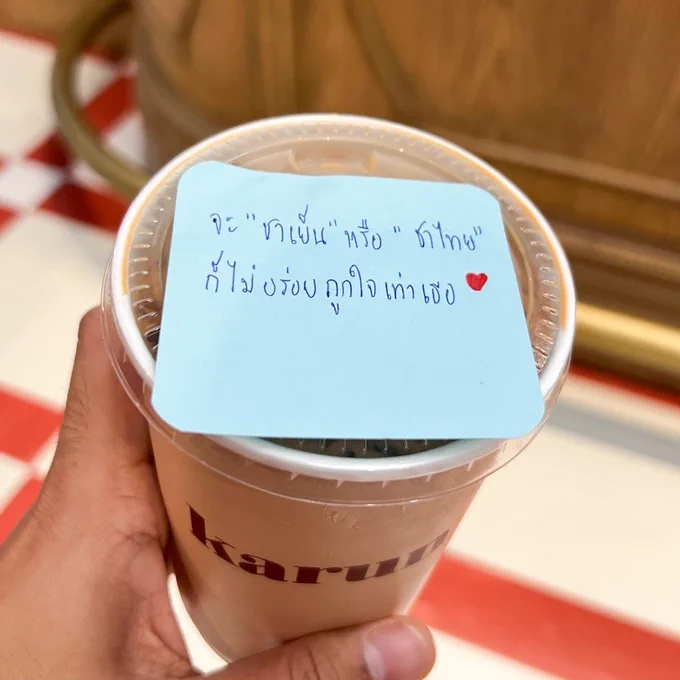 จะ "ชาเย็น" หรือ " ชาไทย"
ก็ไม่อร่อยถูกใจเท่าเธอ
karun